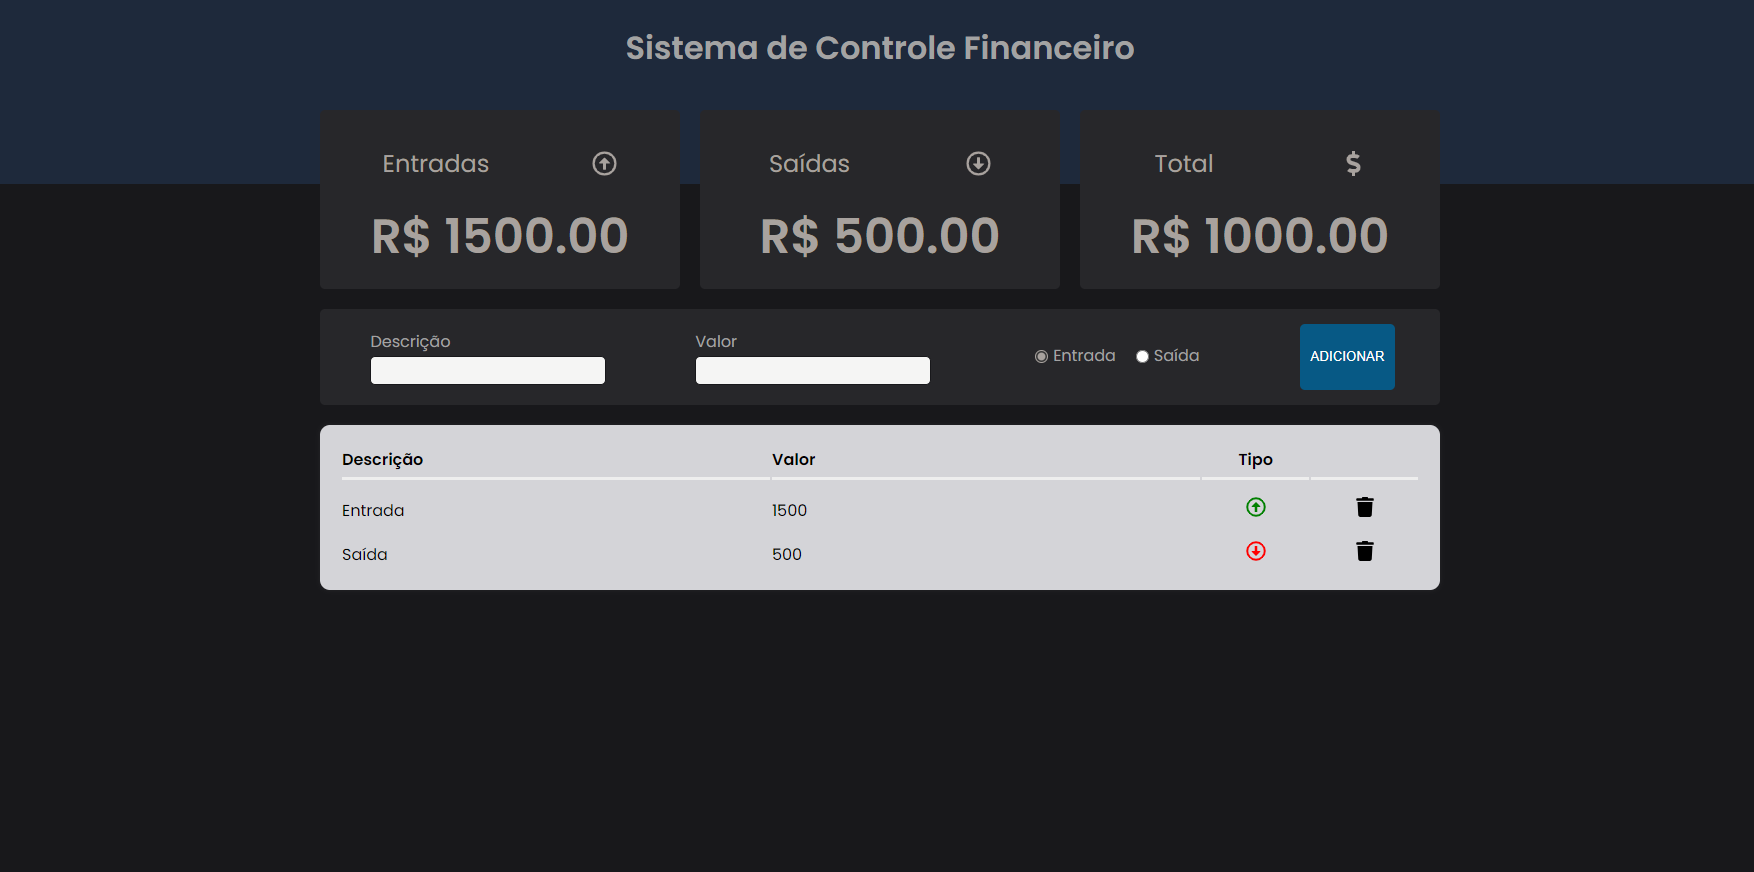 Sistema de Controle Financeiro
Entradas
Saídas
Total
R$ 1500.00
R$ 500.00
R$ 1000.00
Descrição
Valor
Entrada
Saída
ADICIONAR
Descrição Valor Tipo
Entrada 1500
Saída 500